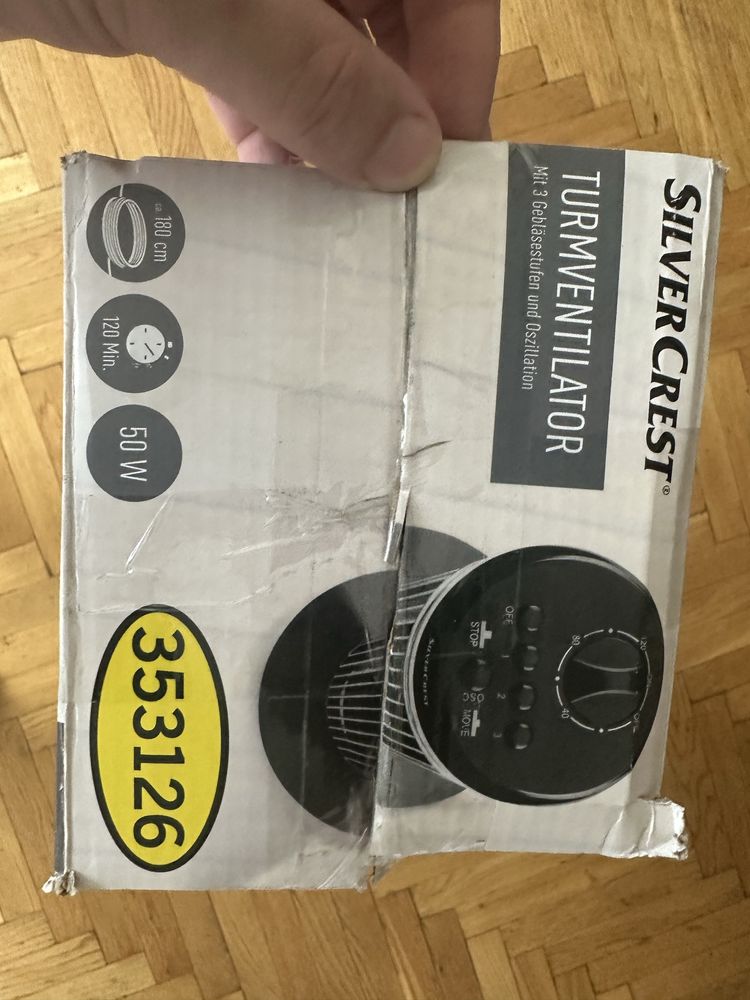 SILVERCREST®
TURMVENTILATOR
Mit 3 Gebläsestufen und Oszillation
ca. 180 cm
120 Min.
50 W
120
80
40
OFF
OFF
1
2
3
STOP
OSC
MOVE
SILVERCREST
353126